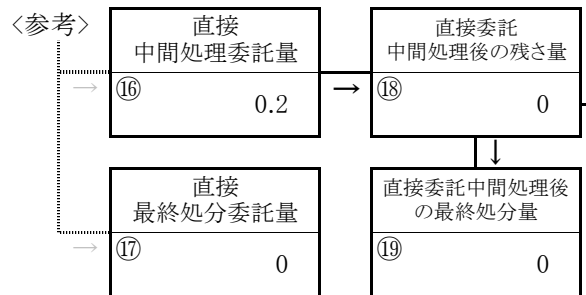 〈参考〉
直接
中間処理委託量
⑯
0.2
→
→
直接委託
中間処理後の残さ量
⑱
0
↓
直接
最終処分委託量
→
⑰
0
直接委託中間処理後
の最終処分量
⑲
0